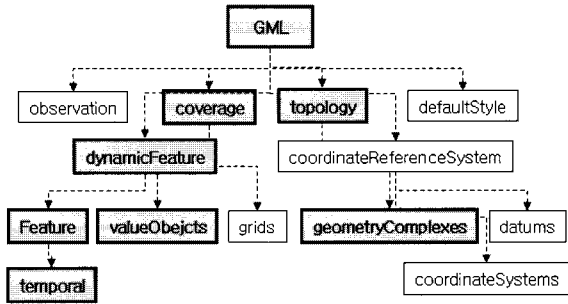 GML
observation
coverage
topology
defaultStyle
dynamicFeature
coordinateReferenceSystem
Feature
valueObejcts
grids
geometryComplexes
datums
temporal
coordinateSystems